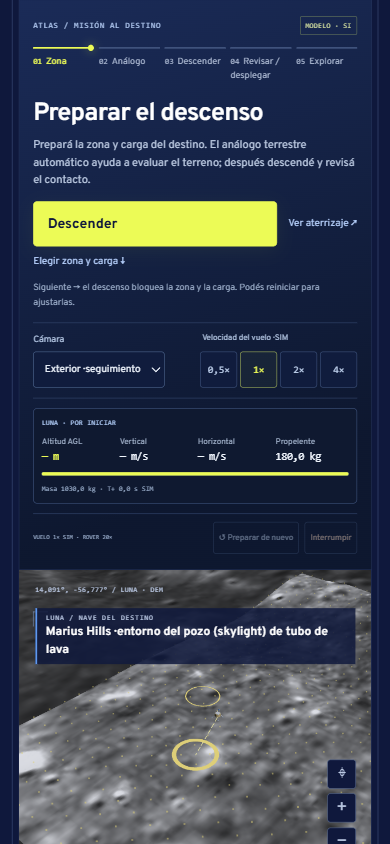 ATLAS / MISIÓN AL DESTINO
MODELO · SI
01 Zona
02 Análogo
03 Descender
04 Revisar /
desplegar
05 Explorar
Preparar el descenso
Prepará la zona y carga del destino. El análogo terrestre
automático ayuda a evaluar el terreno; después descendé y revisá
el contacto.
Descender
Ver aterrizaje ↗
Elegir zona y carga ↓
Siguiente → el descenso bloquea la zona y la carga. Podés reiniciar para
ajustarlas.
Cámara
Velocidad del vuelo ·SIM
Exterior ·seguimiento
0,5×
1×
2×
4×
LUNA · POR INICIAR
Altitud AGL
Vertical
Horizontal
Propelente
— m
— m/s
— m/s
180,0 kg
Masa 1030,0 kg · T+ 0,0 s SIM
VUELO 1× SIM · ROVER 20×
↺ Preparar de nuevo
Interrumpir
14,091°, -56,777° / LUNA · DEM
LUNA / NAVE DEL DESTINO
Marius Hills ·entorno del pozo (skylight) de tubo de
lava
+
−